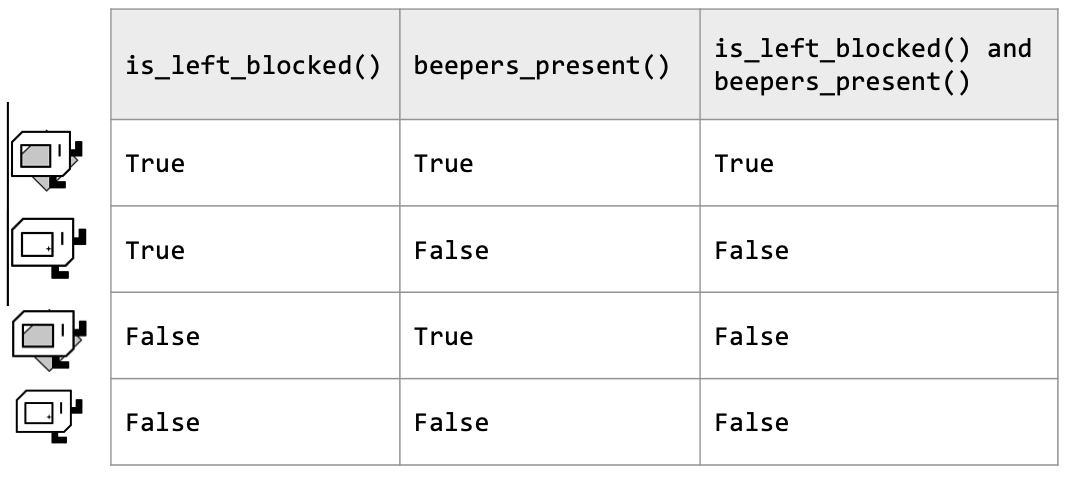 is_left_blocked() beepers_present() is_left_blocked() and
beepers_present()
True True True
True False False
False True False
False False False